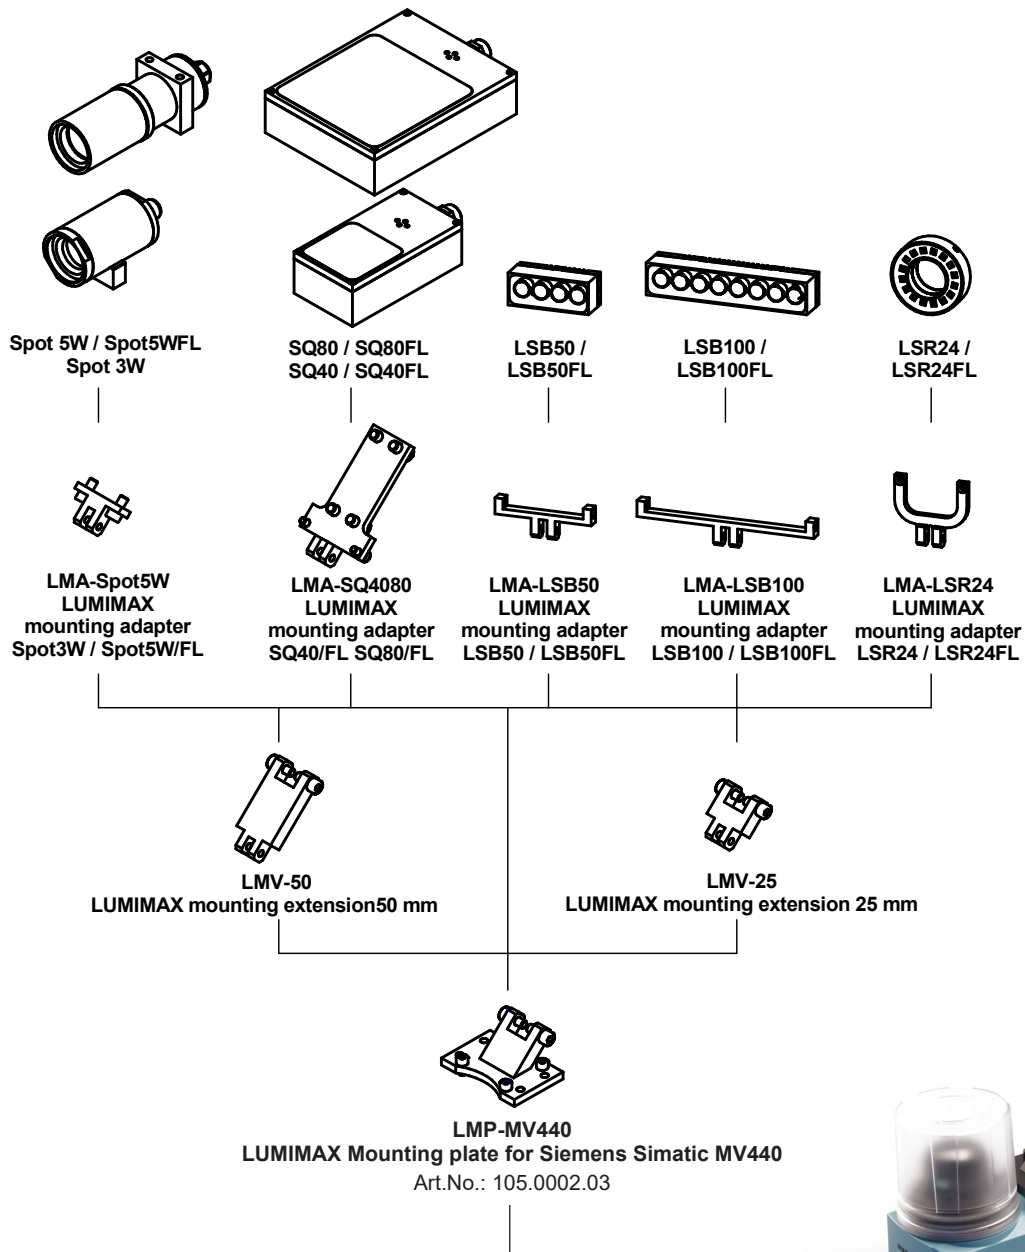 Spot 5W / Spot5WFL
Spot 3W
SQ80 / SQ80FL
SQ40 / SQ40FL
LSB50 /
LSB50FL
LSB100 /
LSB100FL
LSR24 /
LSR24FL
LMA-Spot5W
LUMIMAX
mounting adapter
Spot3W / Spot5W/FL
LMA-SQ4080
LUMIMAX
mounting adapter
SQ40/FL SQ80/FL
LMA-LSB50
LUMIMAX
mounting adapter
LSB50 / LSB50FL
LMA-LSB100
LUMIMAX
mounting adapter
LSB100 / LSB100FL
LMA-LSR24
LUMIMAX
mounting adapter
LSR24 / LSR24FL
LMV-50
LUMIMAX mounting extension50 mm
LMV-25
LUMIMAX mounting extension 25 mm
LMP-MV440
LUMIMAX Mounting plate for Siemens Simatic MV440
Art.No.: 105.0002.03